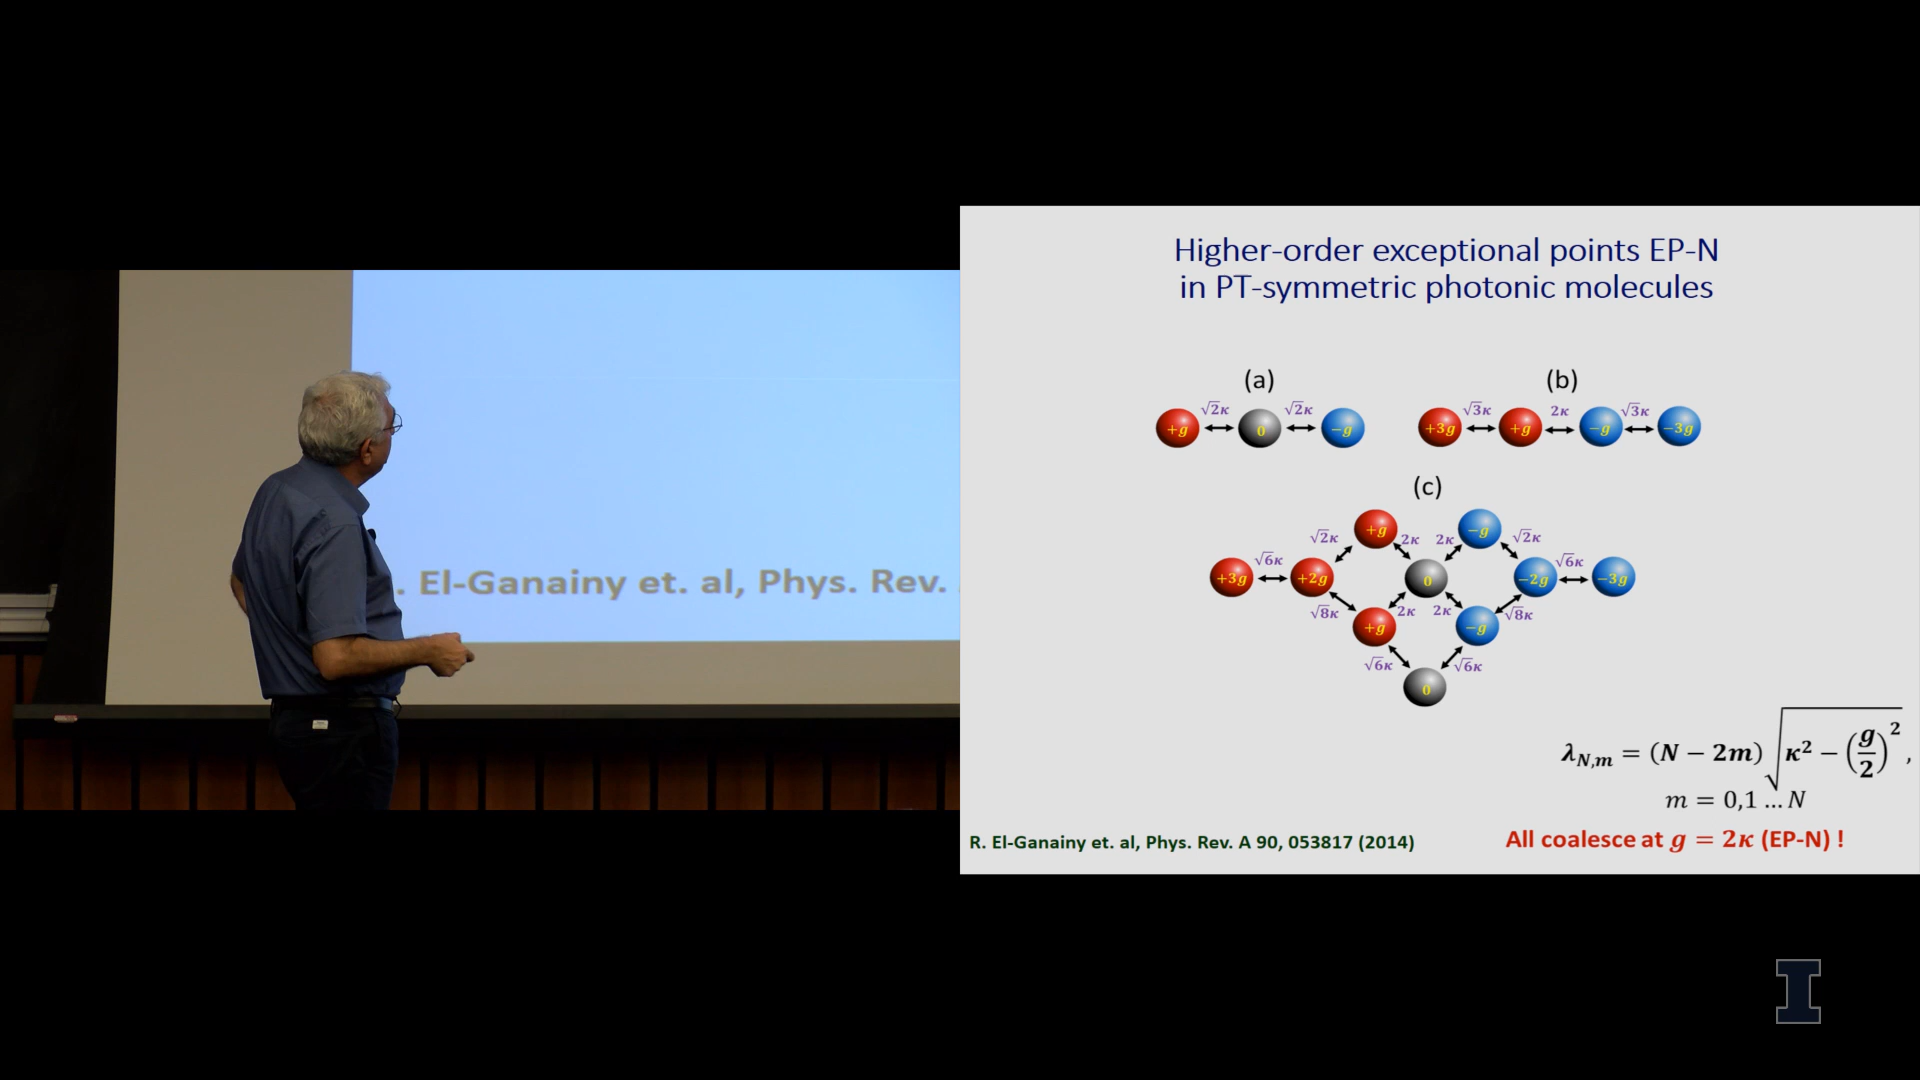 . El-Ganainy et. al, Phys. Rev.
Higher-order exceptional points EP-N
in PT-symmetric photonic molecules
(a)
(b)
√2κ √2κ
+g 0 -g
√3κ 2κ √3κ
+3g +g -g -3g
(c)
+g -g
√2κ 2κ 2κ √2κ
√6κ √6κ
+3g +2g 0 -2g -3g
√8κ 2κ 2κ √8κ
+g -g
√6κ √6κ
0
λN,m = (N − 2m) √κ² − (g/2)² ,
m = 0,1 ... N
R. El-Ganainy et. al, Phys. Rev. A 90, 053817 (2014)
All coalesce at g = 2κ (EP-N) !
I